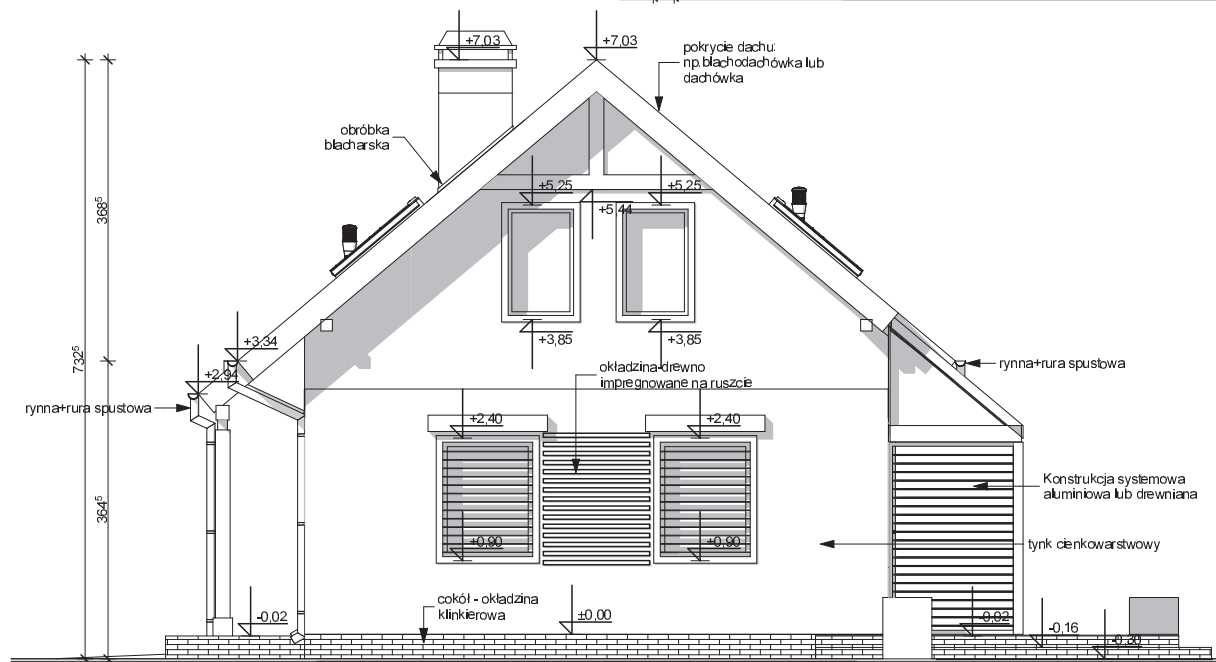 +7,03
+7,03
pokrycie dachu:
np.blachodachówka lub
dachówka
obróbka
blacharska
+5,25
+5,25
+5,44
368⁵
732⁵
364⁵
+3,85
+3,85
+3,34
+2,94
okładzina-drewno
impregnowane na ruszcie
rynna+rura spustowa
rynna+rura spustowa
+2,40
+2,40
Konstrukcja systemowa
aluminiowa lub drewniana
+0,90
+0,90
tynk cienkowarstwowy
cokół - okładzina
klinkierowa
-0,02
±0,00
-0,02
-0,16
-0,30